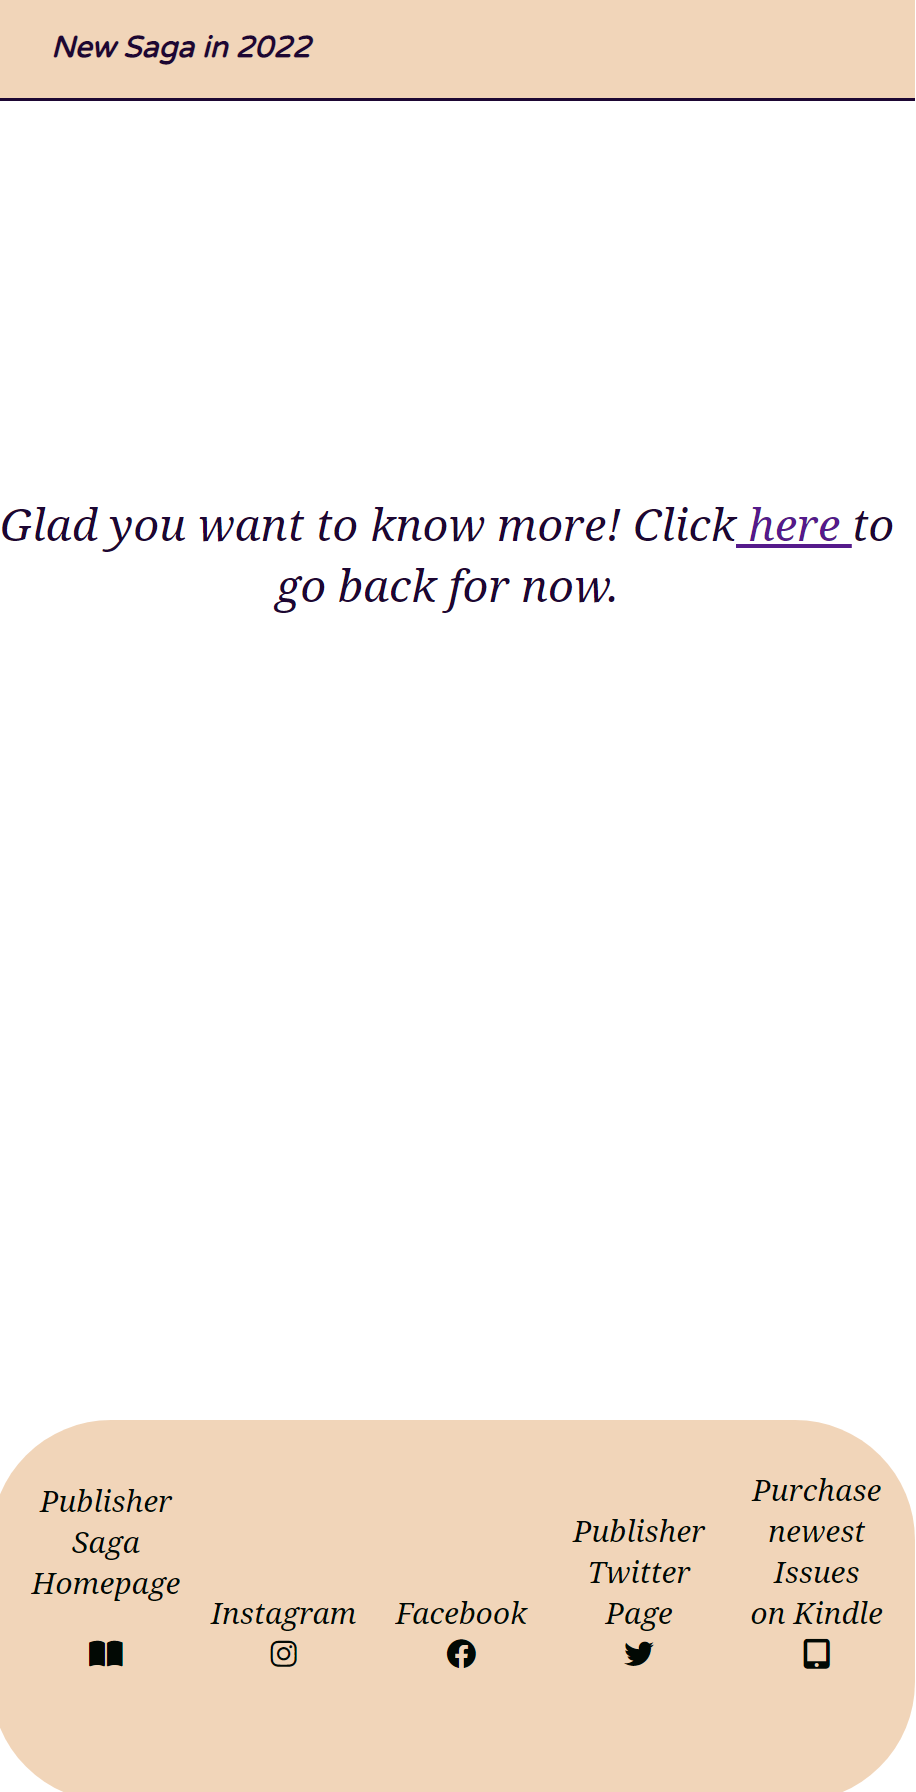 New Saga in 2022
Glad you want to know more! Click here to
go back for now.
Publisher
Saga
Homepage
Instagram
Facebook
Publisher
Twitter
Page
Purchase
newest
Issues
on Kindle